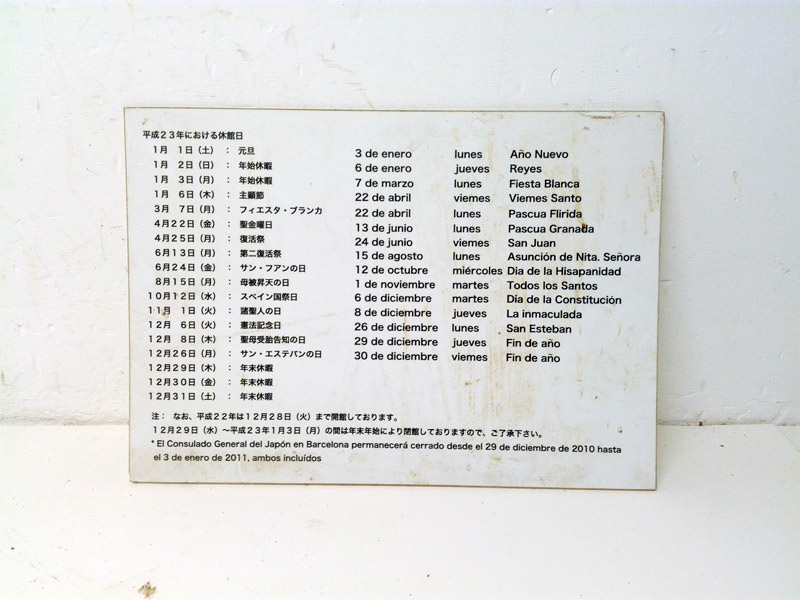 平成２３年における休館日
１月　１日（土）　：　元旦
１月　２日（日）　：　年始休暇
１月　３日（月）　：　年始休暇
１月　６日（木）　：　主顕節
３月　７日（月）　：　フィエスタ・ブランカ
４月２２日（金）　：　聖金曜日
４月２５日（月）　：　復活祭
６月１３日（月）　：　第二復活祭
６月２４日（金）　：　サン・フアンの日
８月１５日（月）　：　母被昇天の日
１０月１２日（水）　：　スペイン国祭日
１１月　１日（火）　：　諸聖人の日
１２月　６日（火）　：　憲法記念日
１２月　８日（木）　：　聖母受胎告知の日
１２月２６日（月）　：　サン・エステバンの日
１２月２９日（木）　：　年末休暇
１２月３０日（金）　：　年末休暇
１２月３１日（土）　：　年末休暇
3 de enero lunes Año Nuevo
6 de enero jueves Reyes
7 de marzo lunes Fiesta Blanca
22 de abril viernes Viernes Santo
22 de abril lunes Pascua Flirida
13 de junio lunes Pascua Granada
24 de junio viernes San Juan
15 de agosto lunes Asunción de Nita. Señora
12 de octubre miércoles Dia de la Hisapanidad
1 de noviembre martes Todos los Santos
6 de diciembre martes Día de la Constitución
8 de diciembre jueves La inmaculada
26 de diciembre lunes San Esteban
29 de diciembre jueves Fin de año
30 de diciembre viernes Fin de año
注：　なお、平成２２年は１２月２８日（火）まで開館しております。
１２月２９日（水）〜平成２３年１月３日（月）の間は年末年始により閉館しておりますので、ご了承下さい。
* El Consulado General del Japón en Barcelona permanecerá cerrado desde el 29 de diciembre de 2010 hasta
el 3 de enero de 2011, ambos incluídos